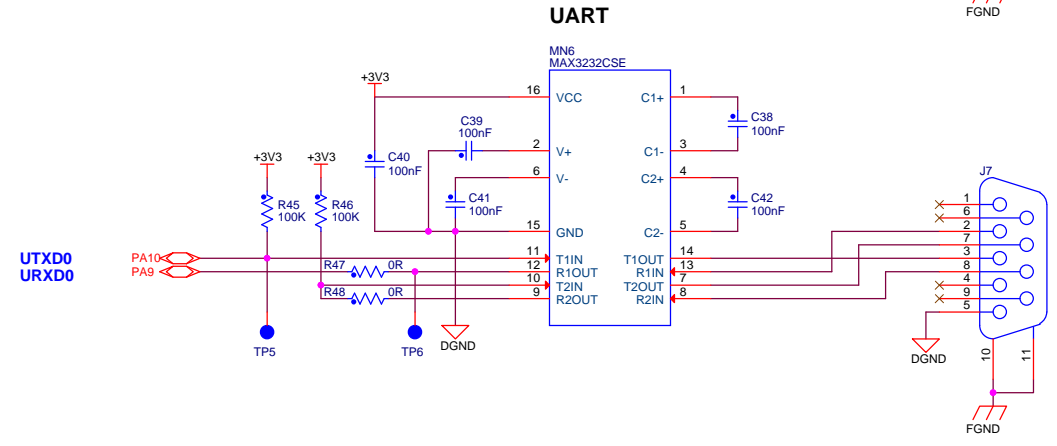 FGND
UART
MN6
MAX3232CSE
+3V3
16 VCC C1+ 1
C39
100nF
C38
100nF
2 V+ C1- 3
+3V3 +3V3
C40
100nF
6 V- C2+ 4
J7
R45
100K
R46
100K
C41
100nF
C42
100nF
1
6
15 GND C2- 5
2
7
UTXD0 PA10 11 T1IN T1OUT 14
3
URXD0 PA9 R47 0R 12 R1OUT R1IN 13
8
10 T2IN T2OUT 7
4
R48 0R 9 R2OUT R2IN 8
9
5
TP5 TP6 DGND
DGND
10 11
FGND